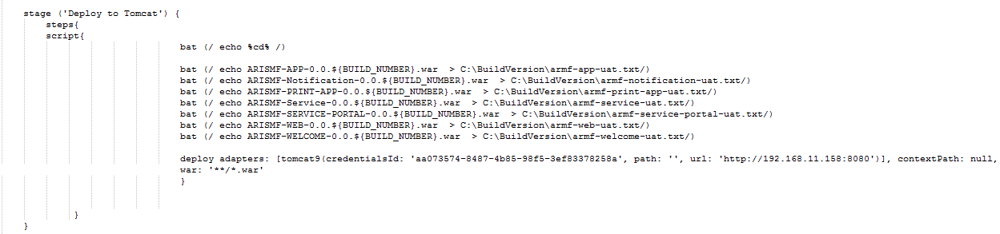 stage ('Deploy to Tomcat') {
steps{
script{
bat (/ echo %cd% /)
bat (/ echo ARISMF-APP-0.0.${BUILD_NUMBER}.war  > C:\BuildVersion\armf-app-uat.txt/)
bat (/ echo ARISMF-Notification-0.0.${BUILD_NUMBER}.war  > C:\BuildVersion\armf-notification-uat.txt/)
bat (/ echo ARISMF-PRINT-APP-0.0.${BUILD_NUMBER}.war  > C:\BuildVersion\armf-print-app-uat.txt/)
bat (/ echo ARISMF-Service-0.0.${BUILD_NUMBER}.war  > C:\BuildVersion\armf-service-uat.txt/)
bat (/ echo ARISMF-SERVICE-PORTAL-0.0.${BUILD_NUMBER}.war  > C:\BuildVersion\armf-service-portal-uat.txt/)
bat (/ echo ARISMF-WEB-0.0.${BUILD_NUMBER}.war  > C:\BuildVersion\armf-web-uat.txt/)
bat (/ echo ARISMF-WELCOME-0.0.${BUILD_NUMBER}.war  > C:\BuildVersion\armf-welcome-uat.txt/)
deploy adapters: [tomcat9(credentialsId: 'aa073574-8487-4b85-98f5-3ef83378258a', path: '', url: 'http://192.168.11.158:8080')], contextPath: null,
war: '**/*.war'
}
}
}